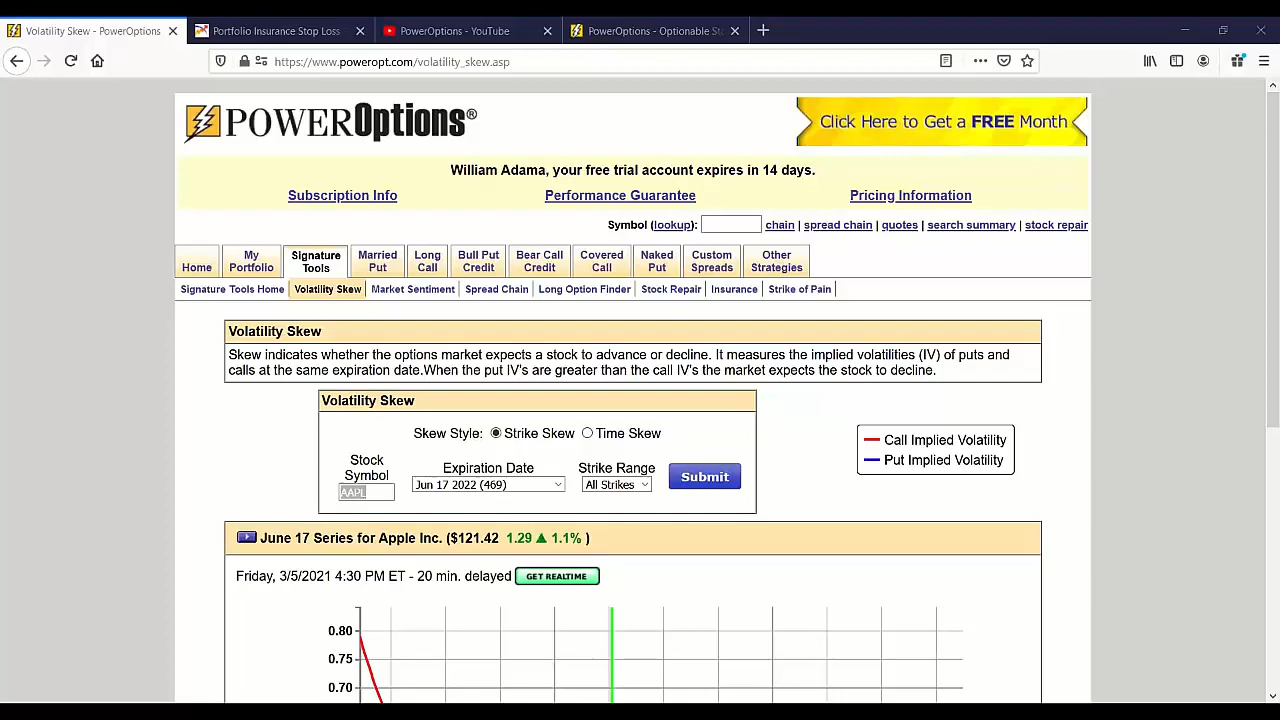 Volatility Skew - PowerOptions
Portfolio Insurance Stop Loss
PowerOptions - YouTube
PowerOptions - Optionable St
https://www.poweropt.com/volatility_skew.asp
POWEROptions®
Click Here to Get a FREE Month
William Adama, your free trial account expires in 14 days.
Subscription Info
Performance Guarantee
Pricing Information
Symbol (lookup): chain | spread chain | quotes | search summary | stock repair
Home
My Portfolio
Signature Tools
Married Put
Long Call
Bull Put Credit
Bear Call Credit
Covered Call
Naked Put
Custom Spreads
Other Strategies
Signature Tools Home | Volatility Skew | Market Sentiment | Spread Chain | Long Option Finder | Stock Repair | Insurance | Strike of Pain |
Volatility Skew
Skew indicates whether the options market expects a stock to advance or decline. It measures the implied volatilities (IV) of puts and
calls at the same expiration date.When the put IV's are greater than the call IV's the market expects the stock to decline.
Volatility Skew
Skew Style: Strike Skew Time Skew
Stock Symbol
Expiration Date
Strike Range
AAPL
Jun 17 2022 (469)
All Strikes
Submit
Call Implied Volatility
Put Implied Volatility
June 17 Series for Apple Inc. ($121.42 1.29 ▲ 1.1% )
Friday, 3/5/2021 4:30 PM ET - 20 min. delayed GET REALTIME
0.80
0.75
0.70